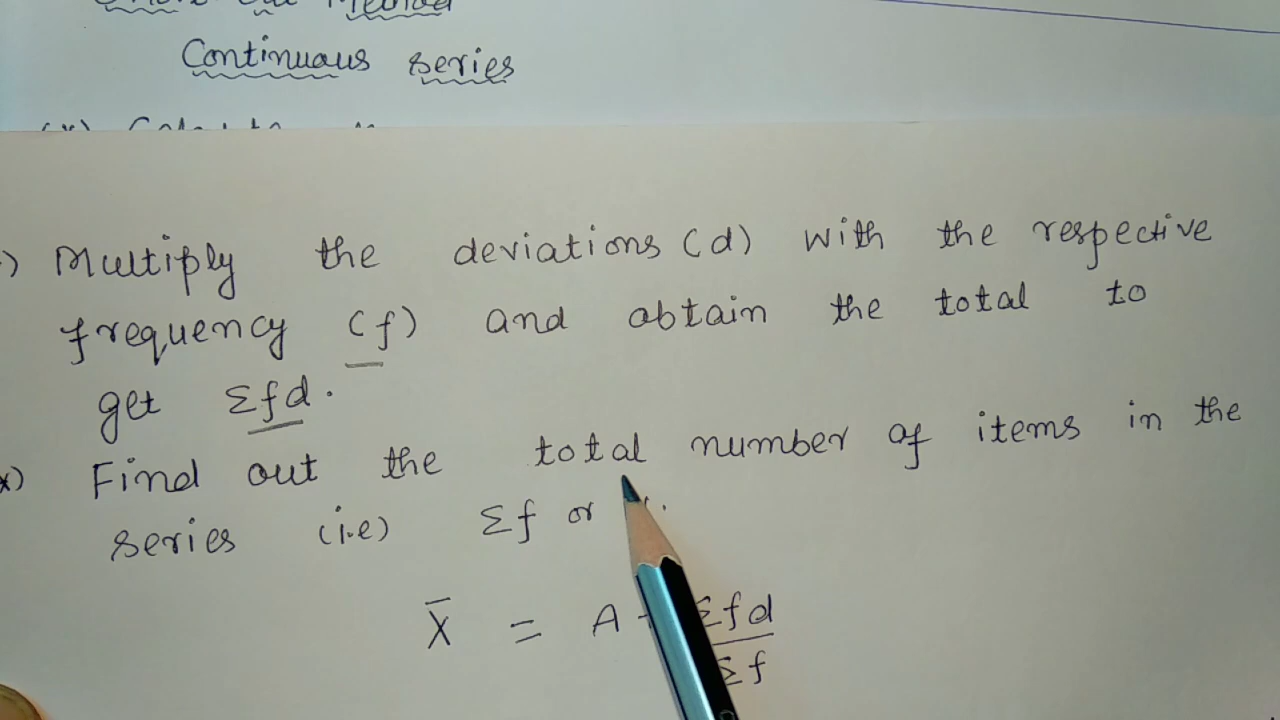 Method
Continuous series
Multiply the deviations (d) with the respective
frequency (f) and obtain the total to
get Σfd.
x) Find out the total number of items in the
series (i.e) Σf or
X̄ = A + Σfd / Σf